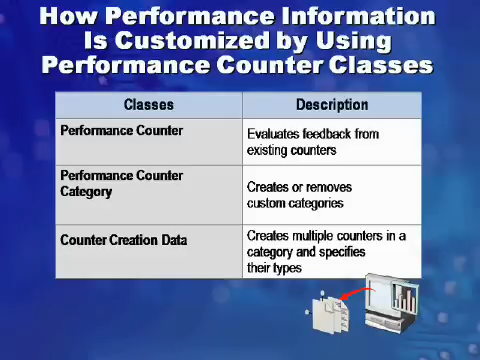 How Performance Information
Is Customized by Using
Performance Counter Classes
Classes
Description
Performance Counter
Evaluates feedback from
existing counters
Performance Counter
Category
Creates or removes
custom categories
Counter Creation Data
Creates multiple counters in a
category and specifies
their types